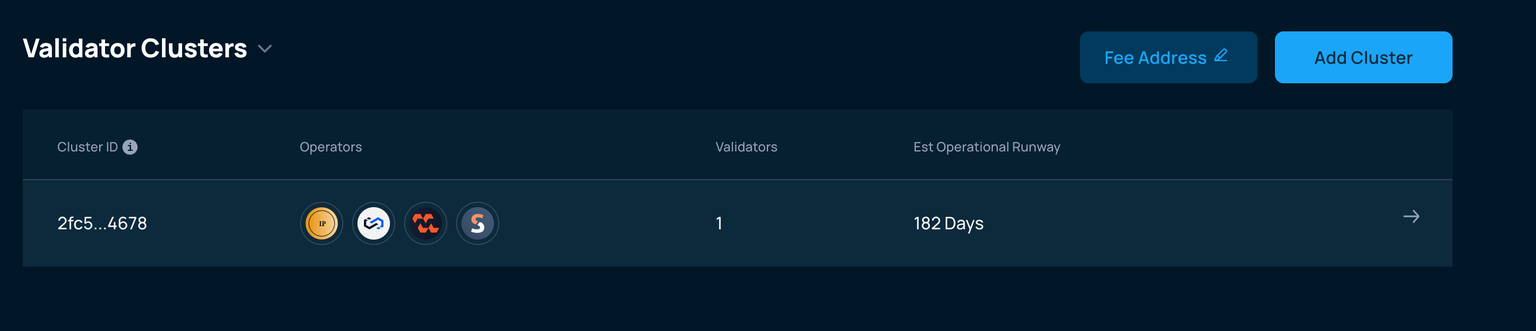 Validator Clusters
Fee Address
Add Cluster
Cluster ID Operators Validators Est Operational Runway
2fc5...4678 IP 1 182 Days